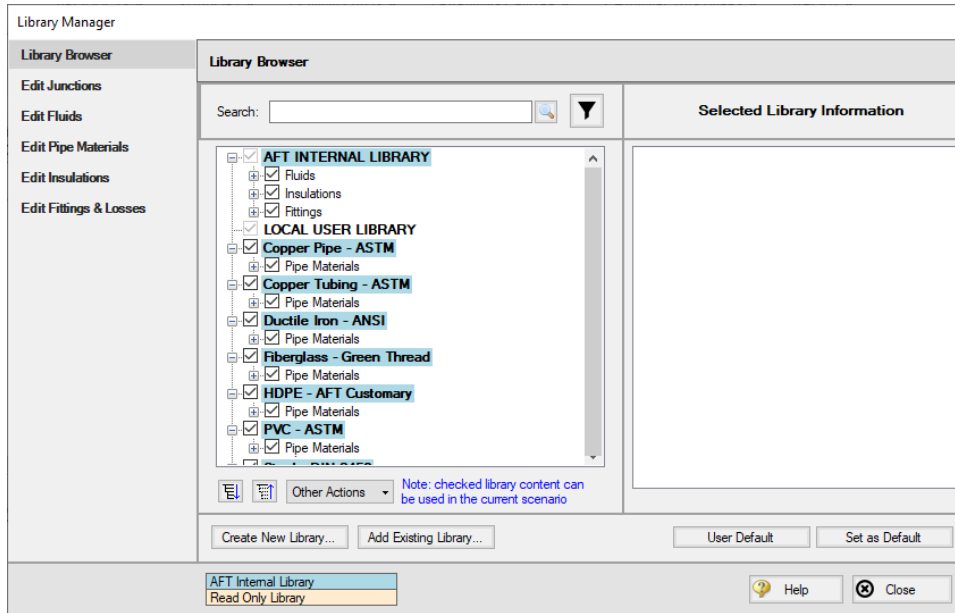 Library Manager
Library Browser
Edit Junctions
Edit Fluids
Edit Pipe Materials
Edit Insulations
Edit Fittings & Losses
Library Browser
Search:
Selected Library Information
AFT INTERNAL LIBRARY
Fluids
Insulations
Fittings
LOCAL USER LIBRARY
Copper Pipe - ASTM
Pipe Materials
Copper Tubing - ASTM
Pipe Materials
Ductile Iron - ANSI
Pipe Materials
Fiberglass - Green Thread
Pipe Materials
HDPE - AFT Customary
Pipe Materials
PVC - ASTM
Pipe Materials
Other Actions
Note: checked library content can
be used in the current scenario
Create New Library...
Add Existing Library...
User Default
Set as Default
AFT Internal Library
Read Only Library
Help
Close